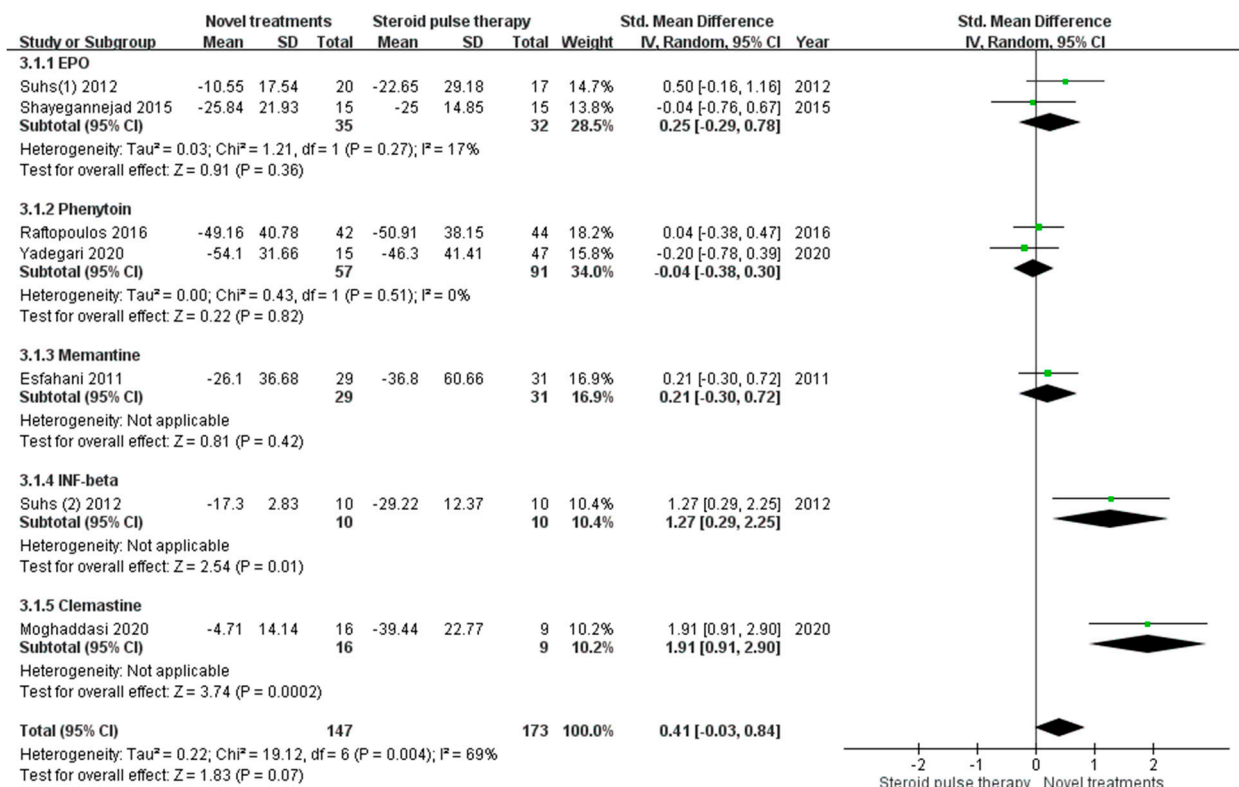 Novel treatments Steroid pulse therapy Std. Mean Difference Std. Mean Difference
Study or Subgroup Mean SD Total Mean SD Total Weight IV, Random, 95% CI Year IV, Random, 95% CI
3.1.1 EPO
Suhs(1) 2012 -10.55 17.54 20 -22.65 29.18 17 14.7% 0.50 [-0.16, 1.16] 2012
Shayegannejad 2015 -25.84 21.93 15 -25 14.85 15 13.8% -0.04 [-0.76, 0.67] 2015
Subtotal (95% CI) 35 32 28.5% 0.25 [-0.29, 0.78]
Heterogeneity: Tau² = 0.03; Chi² = 1.21, df = 1 (P = 0.27); I² = 17%
Test for overall effect: Z = 0.91 (P = 0.36)
3.1.2 Phenytoin
Raftopoulos 2016 -49.16 40.78 42 -50.91 38.15 44 18.2% 0.04 [-0.38, 0.47] 2016
Yadegari 2020 -54.1 31.66 15 -46.3 41.41 47 15.8% -0.20 [-0.78, 0.39] 2020
Subtotal (95% CI) 57 91 34.0% -0.04 [-0.38, 0.30]
Heterogeneity: Tau² = 0.00; Chi² = 0.43, df = 1 (P = 0.51); I² = 0%
Test for overall effect: Z = 0.22 (P = 0.82)
3.1.3 Memantine
Esfahani 2011 -26.1 36.68 29 -36.8 60.66 31 16.9% 0.21 [-0.30, 0.72] 2011
Subtotal (95% CI) 29 31 16.9% 0.21 [-0.30, 0.72]
Heterogeneity: Not applicable
Test for overall effect: Z = 0.81 (P = 0.42)
3.1.4 INF-beta
Suhs (2) 2012 -17.3 2.83 10 -29.22 12.37 10 10.4% 1.27 [0.29, 2.25] 2012
Subtotal (95% CI) 10 10 10.4% 1.27 [0.29, 2.25]
Heterogeneity: Not applicable
Test for overall effect: Z = 2.54 (P = 0.01)
3.1.5 Clemastine
Moghaddasi 2020 -4.71 14.14 16 -39.44 22.77 9 10.2% 1.91 [0.91, 2.90] 2020
Subtotal (95% CI) 16 9 10.2% 1.91 [0.91, 2.90]
Heterogeneity: Not applicable
Test for overall effect: Z = 3.74 (P = 0.0002)
Total (95% CI) 147 173 100.0% 0.41 [-0.03, 0.84]
Heterogeneity: Tau² = 0.22; Chi² = 19.12, df = 6 (P = 0.004); I² = 69%
Test for overall effect: Z = 1.83 (P = 0.07)
-2 -1 0 1 2
Steroid pulse therapy Novel treatments